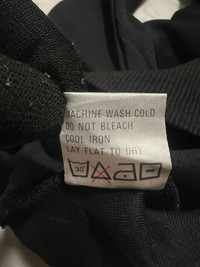 MACHINE WASH COLD
DO NOT BLEACH
COOL IRON
LAY FLAT TO DRY
30